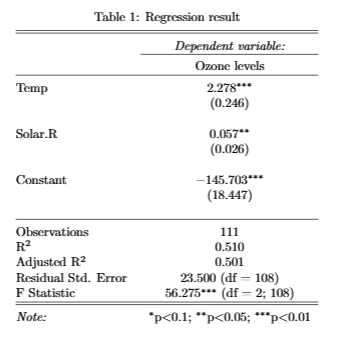 Table 1: Regression result
Dependent variable:
Ozone levels
Temp 2.278***
(0.246)
Solar.R 0.057**
(0.026)
Constant −145.703***
(18.447)
Observations 111
R² 0.510
Adjusted R² 0.501
Residual Std. Error 23.500 (df = 108)
F Statistic 56.275*** (df = 2; 108)
Note: *p<0.1; **p<0.05; ***p<0.01